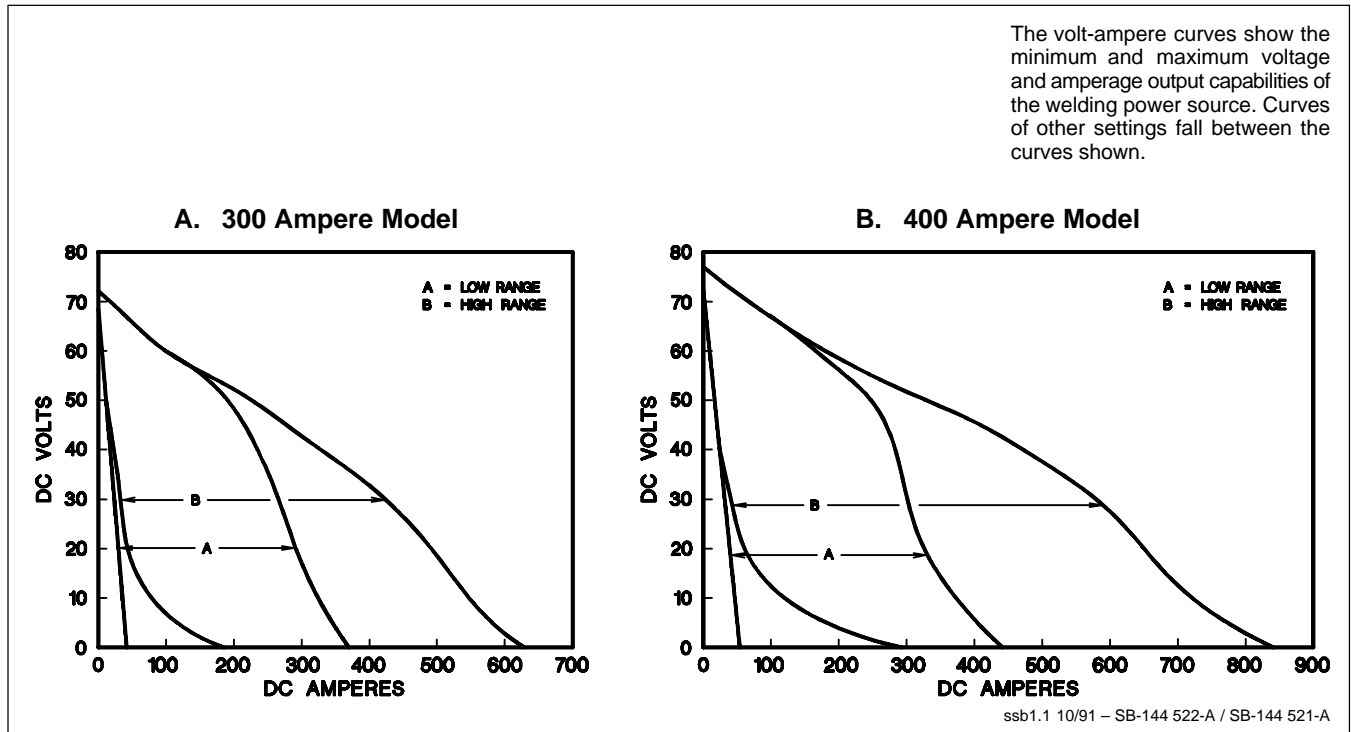 The volt-ampere curves show the
minimum and maximum voltage
and amperage output capabilities of
the welding power source. Curves
of other settings fall between the
curves shown.
A. 300 Ampere Model
80
70
60
50
40
30
20
10
0
DC VOLTS
A = LOW RANGE
B = HIGH RANGE
B
A
0 100 200 300 400 500 600 700
DC AMPERES
B. 400 Ampere Model
80
70
60
50
40
30
20
10
0
DC VOLTS
A = LOW RANGE
B = HIGH RANGE
B
A
0 100 200 300 400 500 600 700 800 900
DC AMPERES
ssb1.1 10/91 – SB-144 522-A / SB-144 521-A